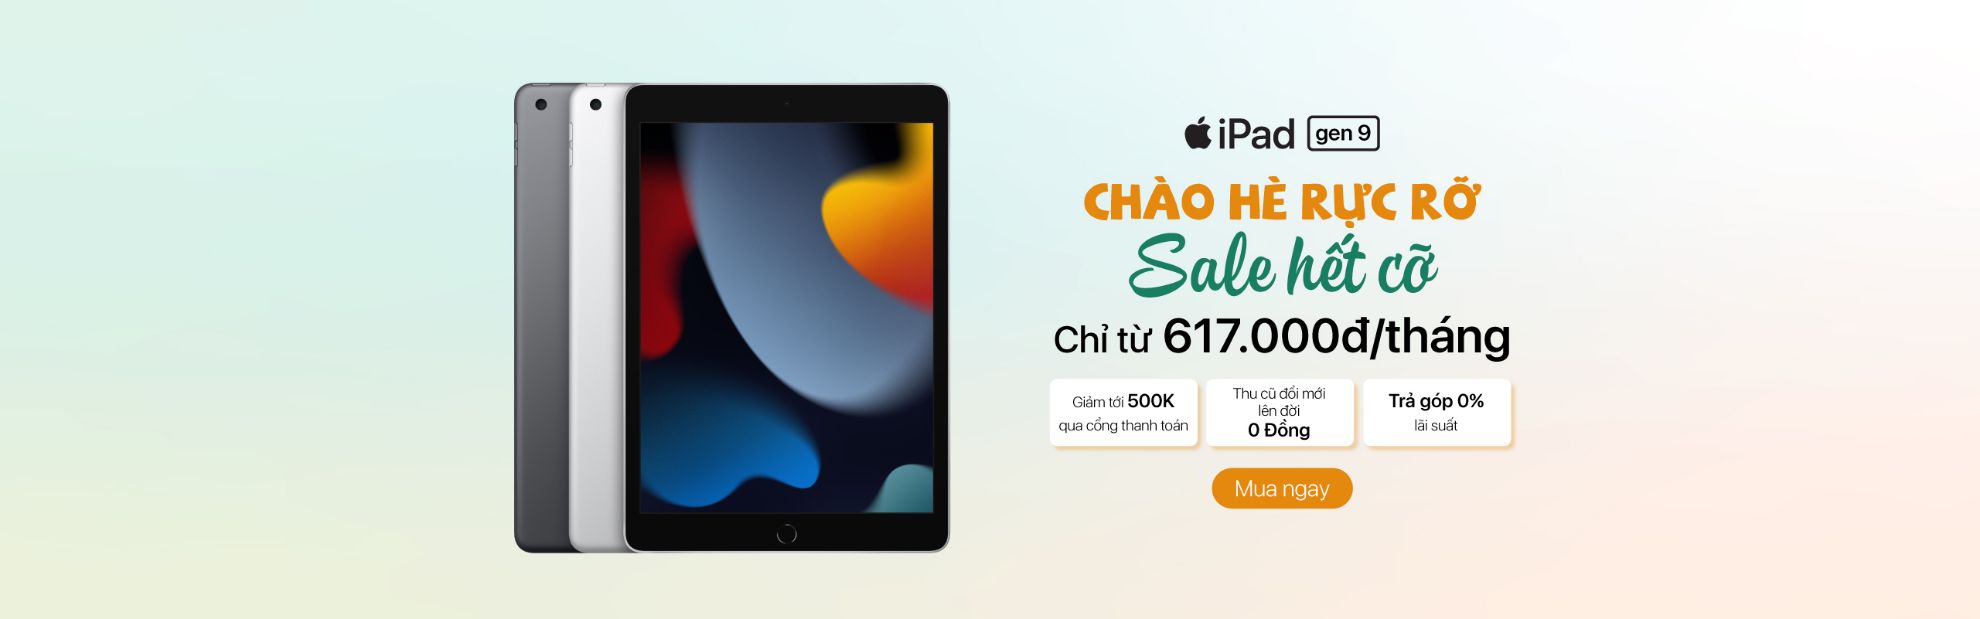 iPad gen 9
CHÀO HÈ RỰC RỠ
Sale hết cỡ
Chỉ từ 617.000đ/tháng
Giảm tới 500K
qua cổng thanh toán
Thu cũ đổi mới
lên đời
0 Đồng
Trả góp 0%
lãi suất
Mua ngay